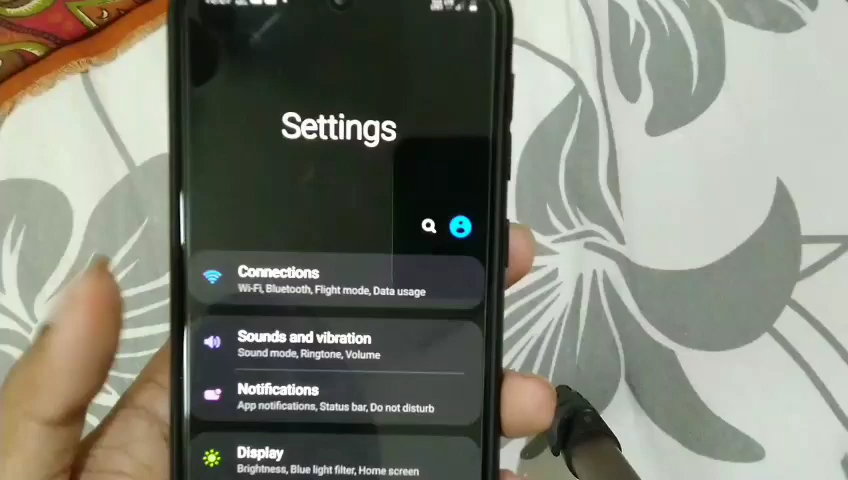 Settings
Connections
Wi-Fi, Bluetooth, Flight mode, Data usage
Sounds and vibration
Sound mode, Ringtone, Volume
Notifications
App notifications, Status bar, Do not disturb
Display
Brightness, Blue light filter, Home screen